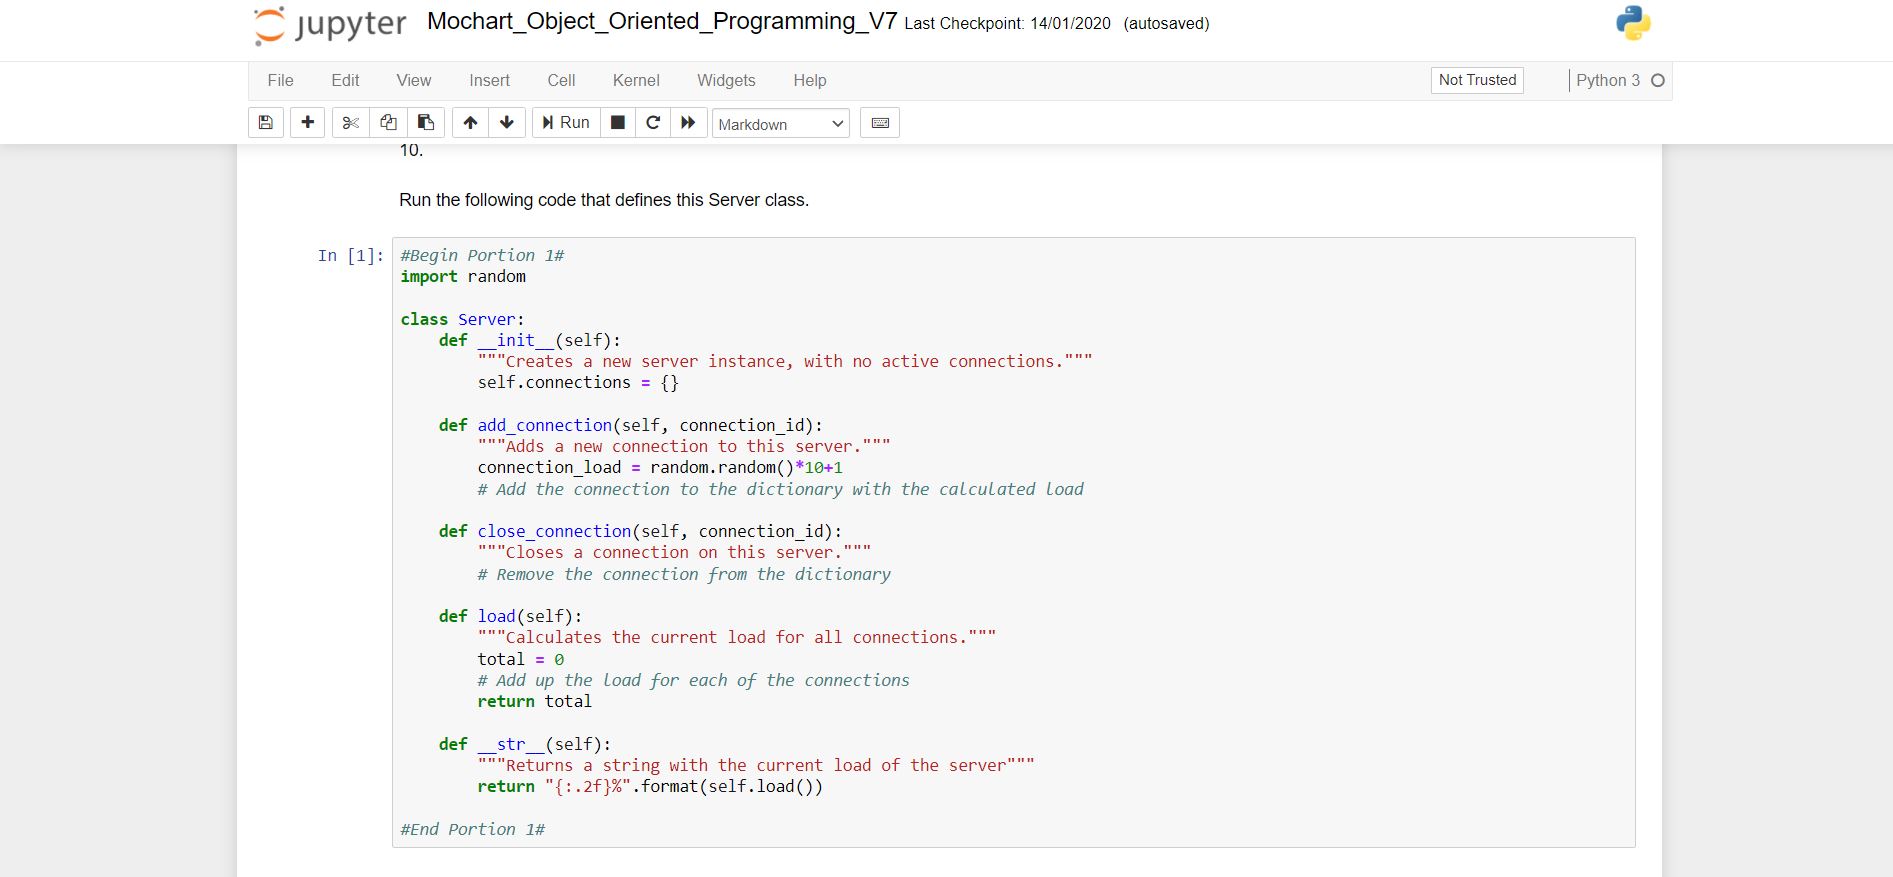 jupyter Mochart_Object_Oriented_Programming_V7 Last Checkpoint: 14/01/2020 (autosaved)
File Edit View Insert Cell Kernel Widgets Help Not Trusted Python 3
Run Markdown
10.
Run the following code that defines this Server class.
In [1]: #Begin Portion 1#
import random
class Server:
    def __init__(self):
        """Creates a new server instance, with no active connections."""
        self.connections = {}
    def add_connection(self, connection_id):
        """Adds a new connection to this server."""
        connection_load = random.random()*10+1
        # Add the connection to the dictionary with the calculated load
    def close_connection(self, connection_id):
        """Closes a connection on this server."""
        # Remove the connection from the dictionary
    def load(self):
        """Calculates the current load for all connections."""
        total = 0
        # Add up the load for each of the connections
        return total
    def __str__(self):
        """Returns a string with the current load of the server"""
        return "{:.2f}%".format(self.load())
#End Portion 1#